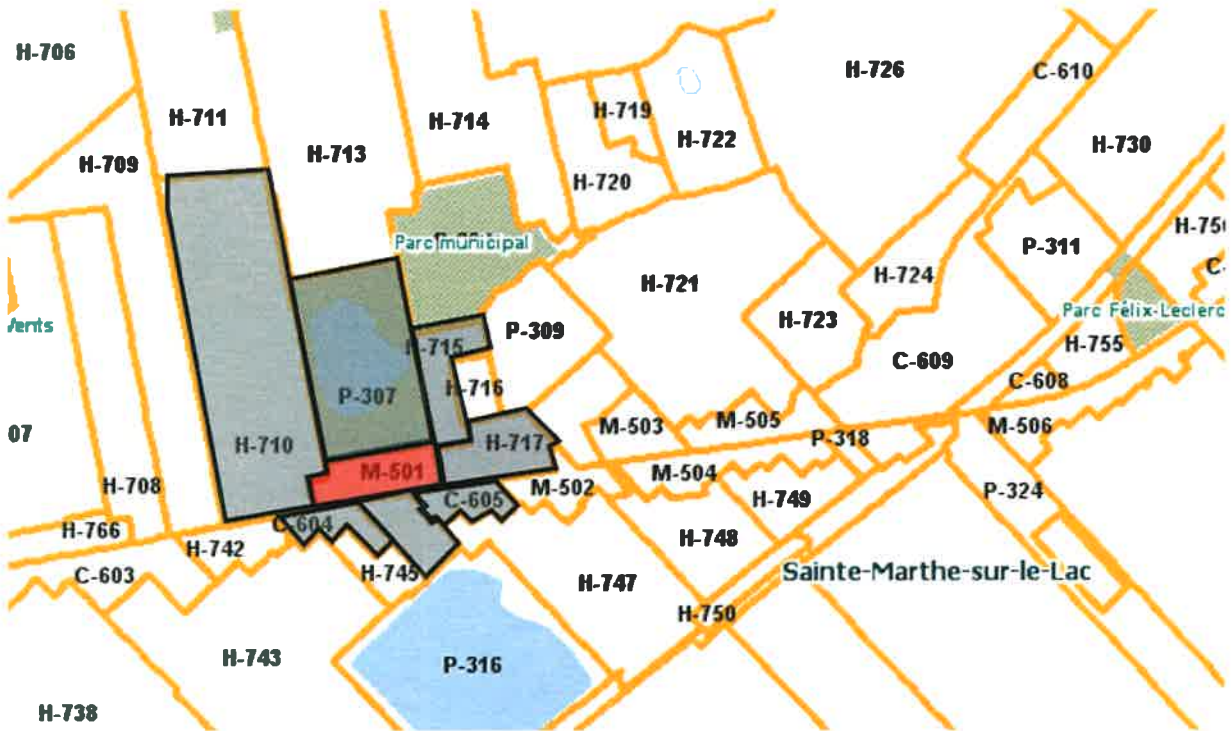 H-706
C-610
H-726
H-719
H-711
H-714
H-722
H-730
H-713
H-709
H-720
H-75
P-311
Parc municipal
C-
H-724
H-721
Parc Félix-Leclerc
H-723
Vents
P-309
H-755
H-715
C-609
C-608
H-716
P-307
M-505
M-503
M-506
07
P-318
H-710
H-717
M-501
M-504
H-708
M-502
P-324
C-605
H-749
C-604
H-766
H-748
H-742
Sainte-Marthe-sur-le-Lac
H-745
C-603
H-747
H-750
H-743
P-316
H-738